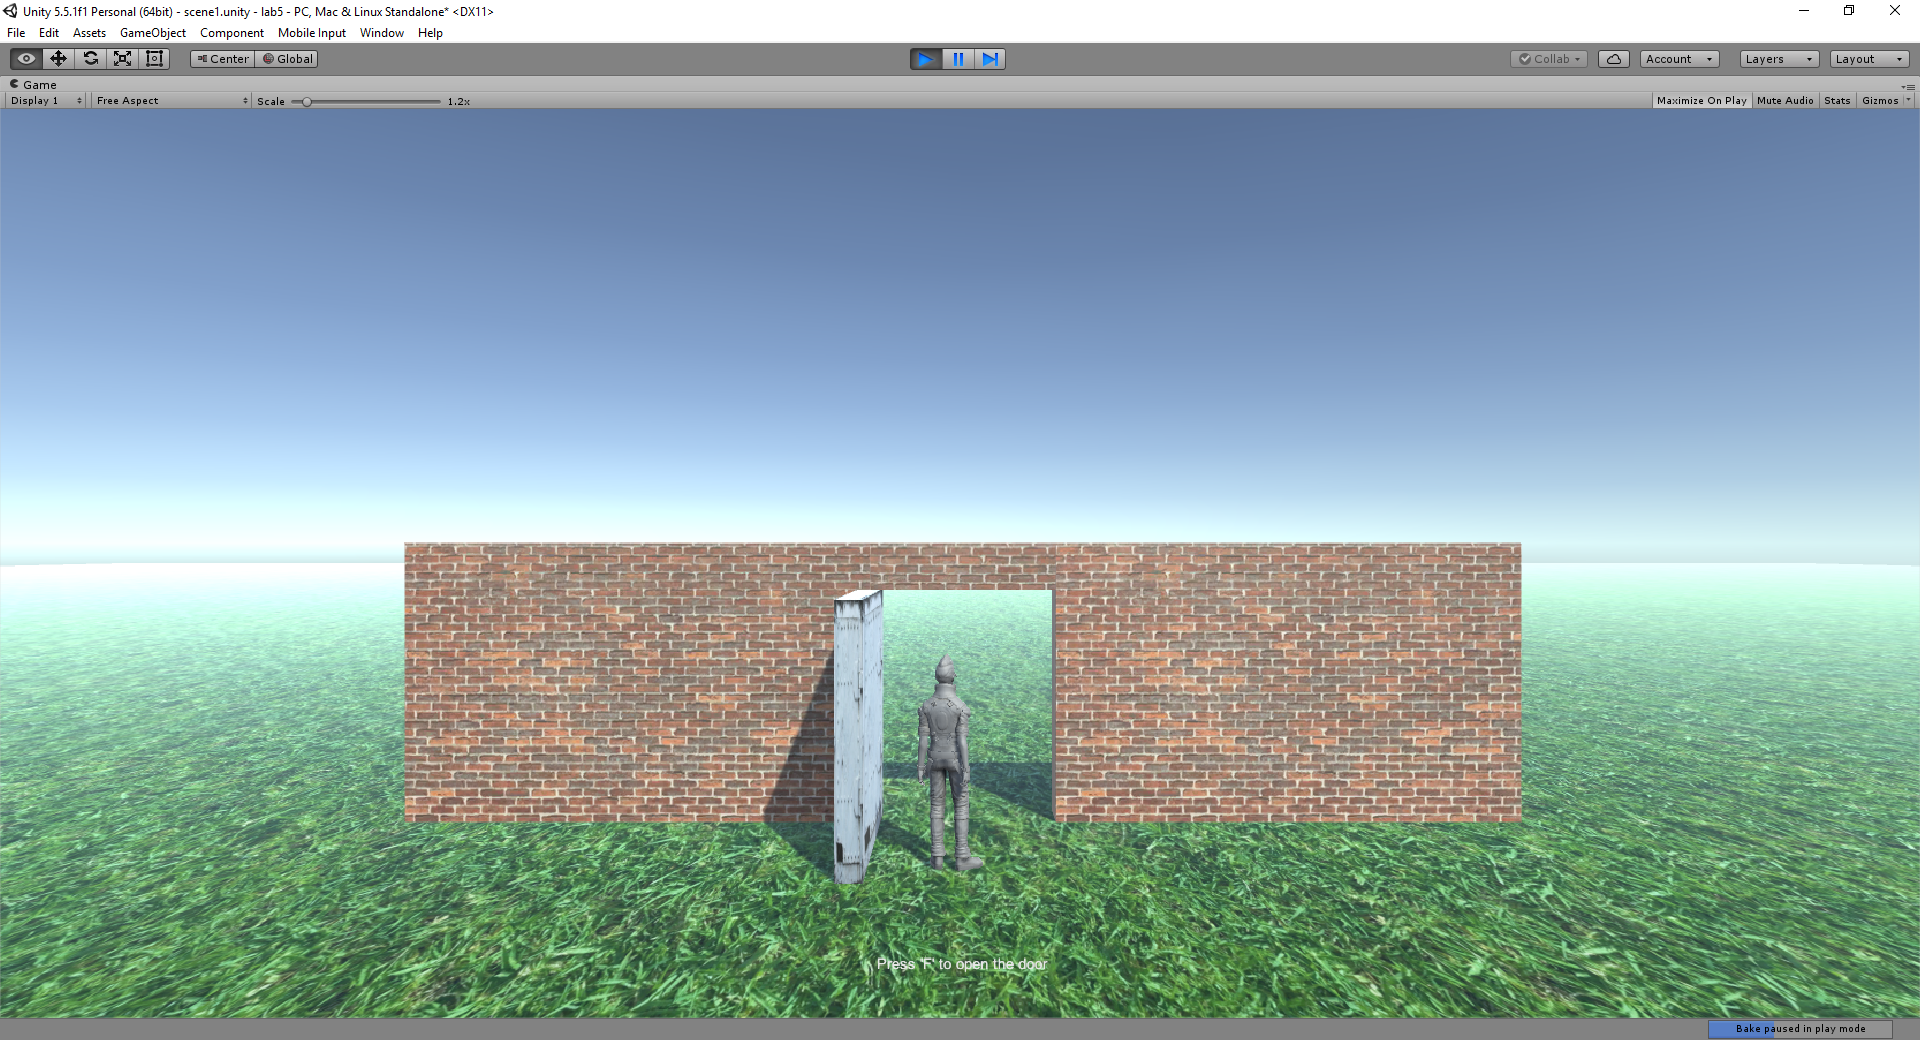 Unity 5.5.1f1 Personal (64bit) - scene1.unity - lab5 - PC, Mac & Linux Standalone* <DX11>
File Edit Assets GameObject Component Mobile Input Window Help
Center Global Collab Account Layers Layout
Game
Display 1 Free Aspect Scale 1.2x Maximize On Play Mute Audio Stats Gizmos
Press 'F' to open the door
Bake paused in play mode